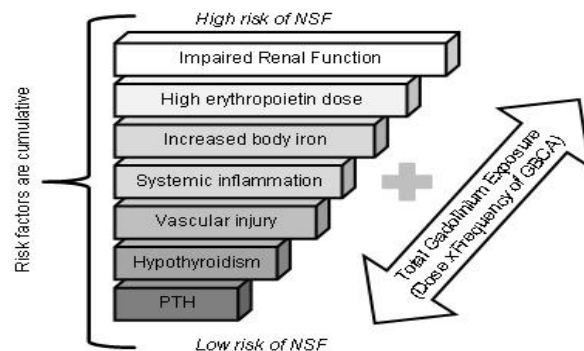 High risk of NSF
Impaired Renal Function
High erythropoietin dose
Increased body iron
Systemic inflammation
Vascular injury
Hypothyroidism
PTH
Low risk of NSF
Risk factors are cumulative
Total Gadolinium Exposure
(Dose x Frequency of GBCA)